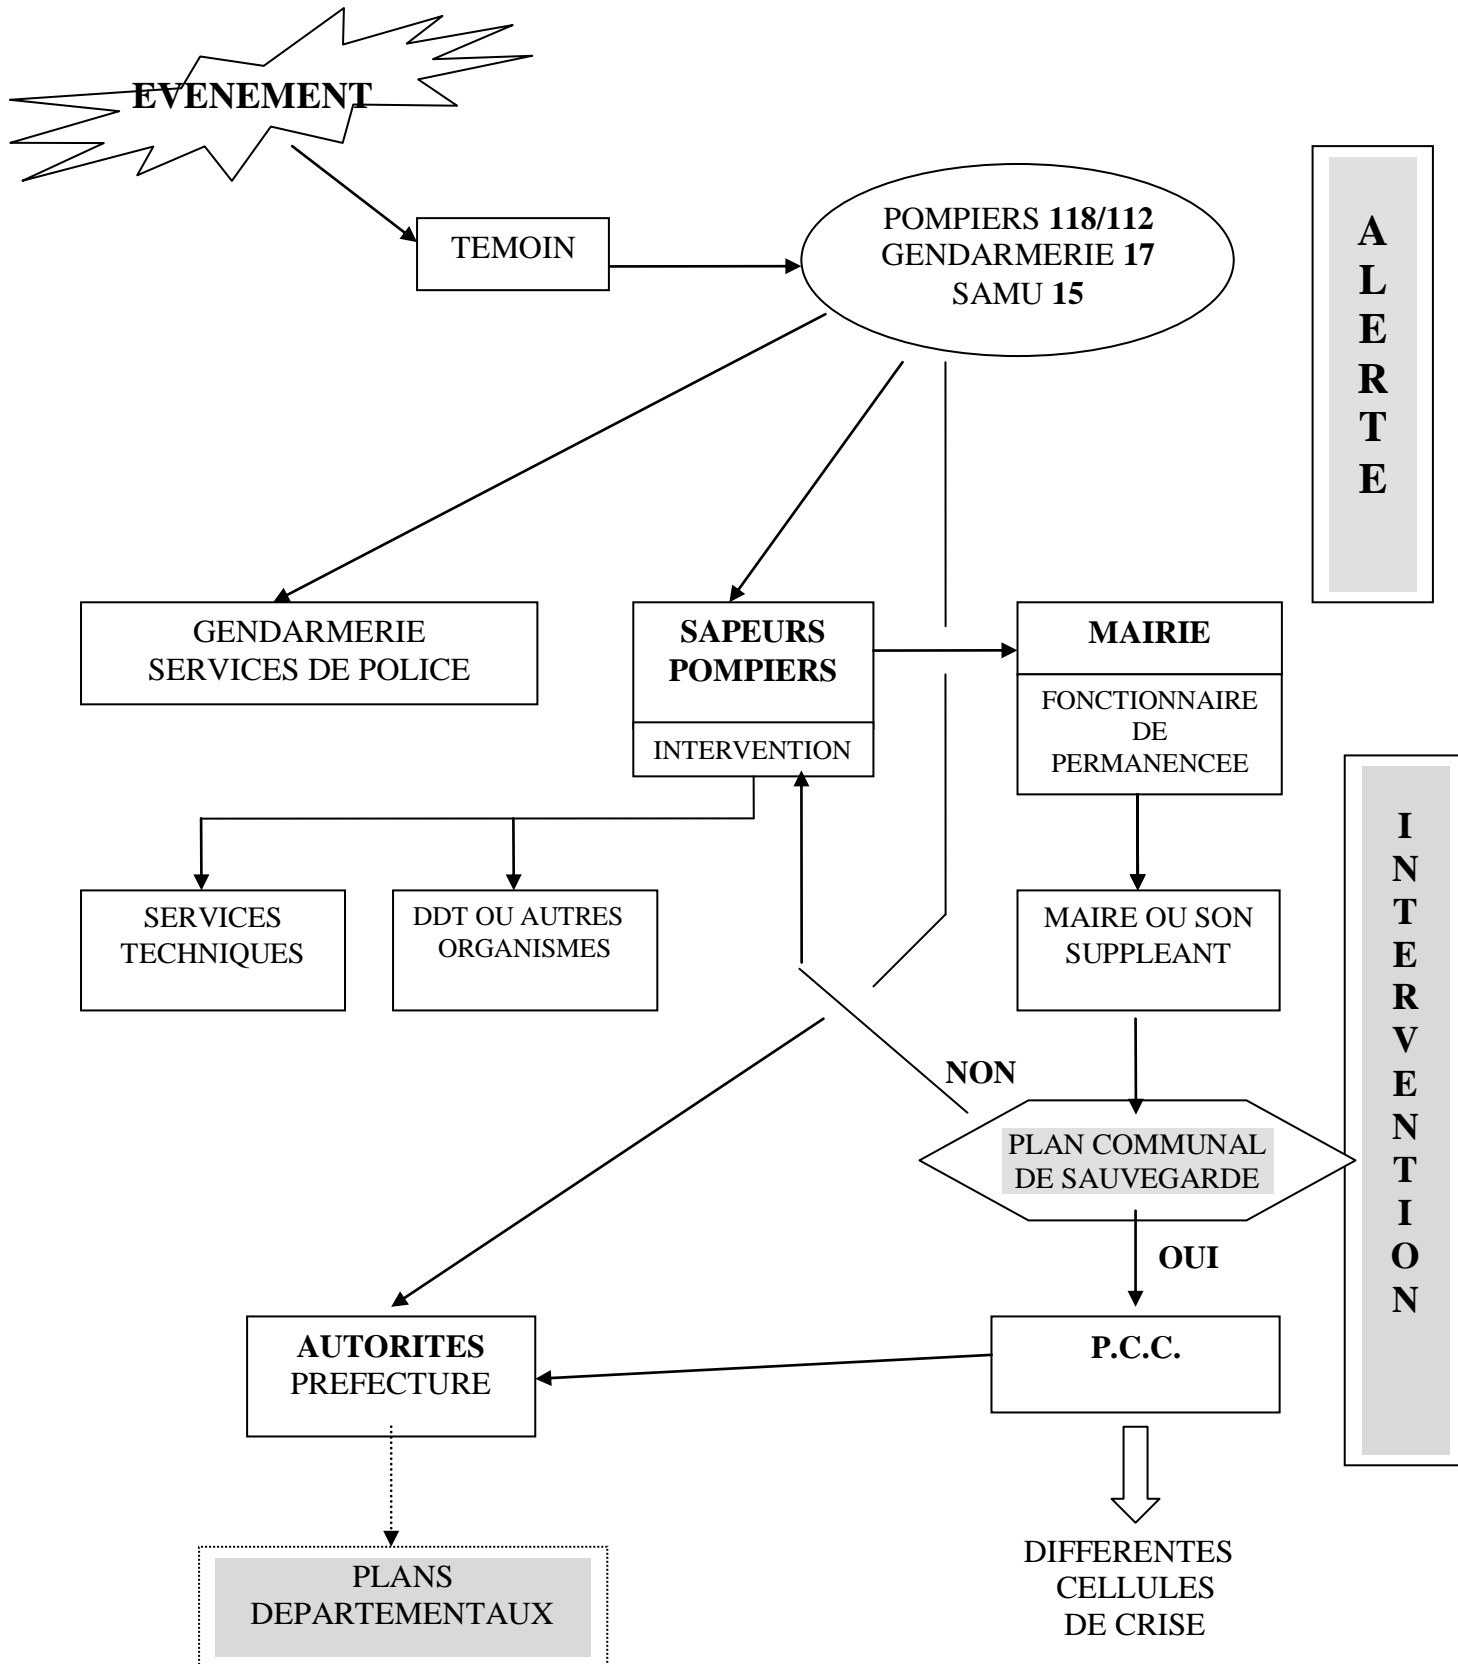 EVENEMENT
TEMOIN
POMPIERS 118/112
GENDARMERIE 17
SAMU 15
A
L
E
R
T
E
GENDARMERIE
SERVICES DE POLICE
SAPEURS
POMPIERS
INTERVENTION
MAIRIE
FONCTIONNAIRE
DE
PERMANENCEE
SERVICES
TECHNIQUES
DDT OU AUTRES
ORGANISMES
MAIRE OU SON
SUPPLEANT
I
N
T
E
R
V
E
N
T
I
O
N
NON
PLAN COMMUNAL
DE SAUVEGARDE
OUI
AUTORITES
PREFECTURE
P.C.C.
PLANS
DEPARTEMENTAUX
DIFFERENTES
CELLULES
DE CRISE